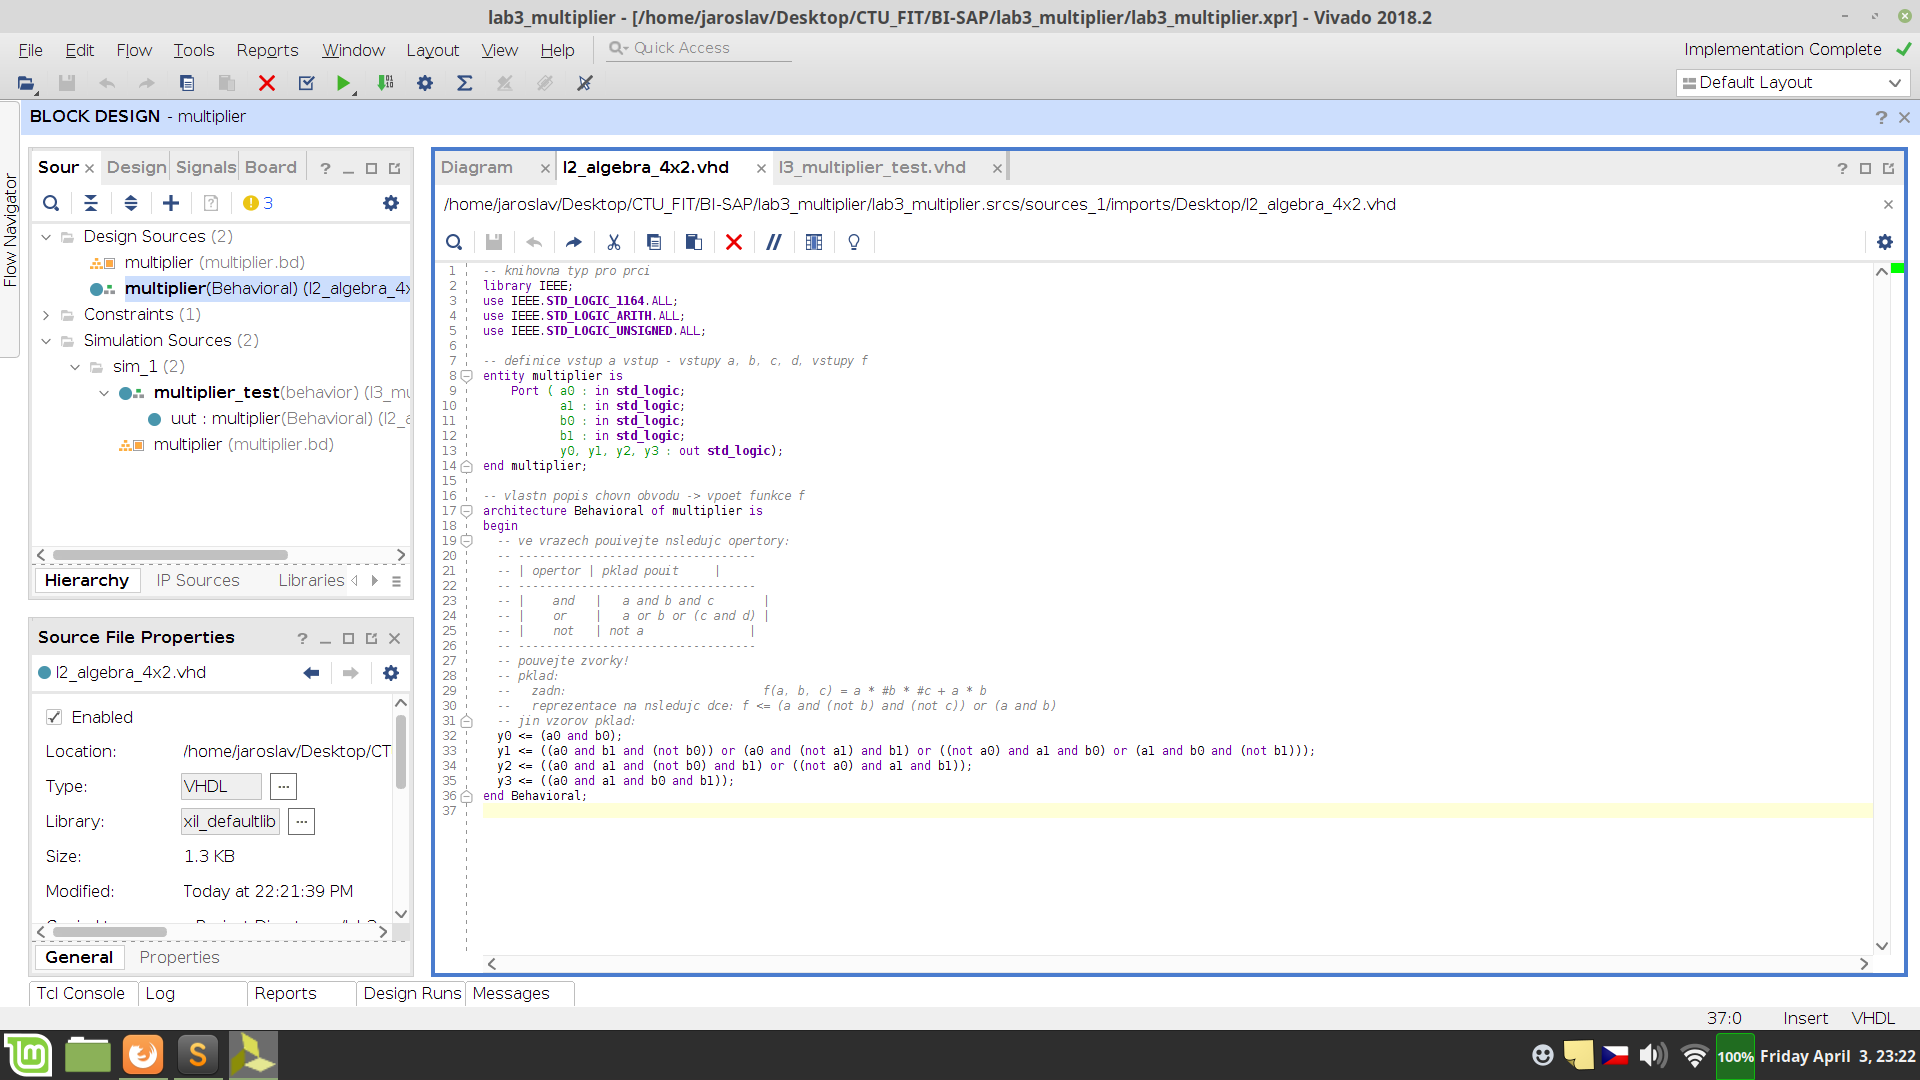 lab3_multiplier - [/home/jaroslav/Desktop/CTU_FIT/BI-SAP/lab3_multiplier/lab3_multiplier.xpr] - Vivado 2018.2
File Edit Flow Tools Reports Window Layout View Help Quick Access
Implementation Complete
Default Layout
BLOCK DESIGN - multiplier
Flow Navigator
Sour Design Signals Board
3
Design Sources (2)
multiplier (multiplier.bd)
multiplier(Behavioral) (l2_algebra_4x
Constraints (1)
Simulation Sources (2)
sim_1 (2)
multiplier_test(behavior) (l3_mu
uut : multiplier(Behavioral) (l2_a
multiplier (multiplier.bd)
Hierarchy IP Sources Libraries
Source File Properties
l2_algebra_4x2.vhd
Enabled
Location: /home/jaroslav/Desktop/CT
Type: VHDL ...
Library: xil_defaultlib ...
Size: 1.3 KB
Modified: Today at 22:21:39 PM
General Properties
Diagram l2_algebra_4x2.vhd l3_multiplier_test.vhd
/home/jaroslav/Desktop/CTU_FIT/BI-SAP/lab3_multiplier/lab3_multiplier.srcs/sources_1/imports/Desktop/l2_algebra_4x2.vhd
1 -- knihovna typ pro prci
2 library IEEE;
3 use IEEE.STD_LOGIC_1164.ALL;
4 use IEEE.STD_LOGIC_ARITH.ALL;
5 use IEEE.STD_LOGIC_UNSIGNED.ALL;
6
7 -- definice vstup a vstup - vstupy a, b, c, d, vstupy f
8 entity multiplier is
9 Port ( a0 : in std_logic;
10 a1 : in std_logic;
11 b0 : in std_logic;
12 b1 : in std_logic;
13 y0, y1, y2, y3 : out std_logic);
14 end multiplier;
15
16 -- vlastn popis chovn obvodu -> vpoet funkce f
17 architecture Behavioral of multiplier is
18 begin
19 -- ve vrazech pouivejte nsledujc opertory:
20 -- ----------------------------------
21 -- | opertor | pklad pouit |
22 -- ----------------------------------
23 -- | and | a and b and c |
24 -- | or | a or b or (c and d) |
25 -- | not | not a |
26 -- ----------------------------------
27 -- pouvejte zvorky!
28 -- pklad:
29 -- zadn: f(a, b, c) = a * #b * #c + a * b
30 -- reprezentace na nsledujc dce: f <= (a and (not b) and (not c)) or (a and b)
31 -- jin vzorov pklad:
32 y0 <= (a0 and b0);
33 y1 <= ((a0 and b1 and (not b0)) or (a0 and (not a1) and b1) or ((not a0) and a1 and b0) or (a1 and b0 and (not b1)));
34 y2 <= ((a0 and a1 and (not b0) and b1) or ((not a0) and a1 and b1));
35 y3 <= ((a0 and a1 and b0 and b1));
36 end Behavioral;
37
Tcl Console Log Reports Design Runs Messages
37:0 Insert VHDL
100% Friday April 3, 23:22